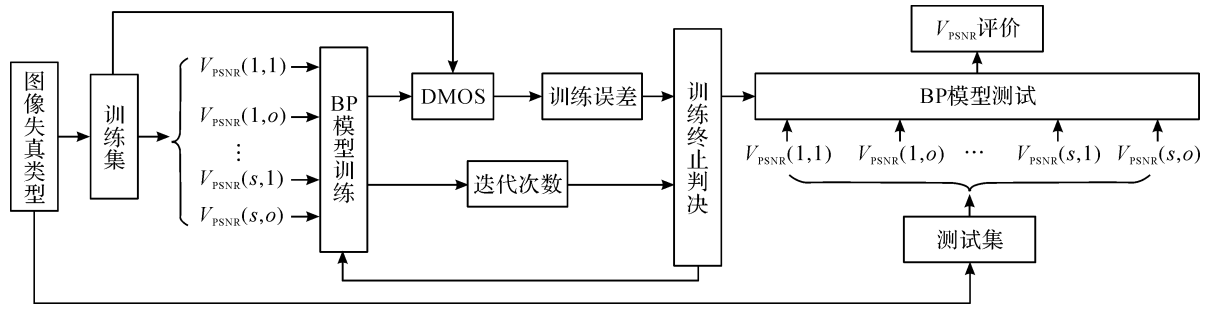 图像失真类型
训练集
V_PSNR(1,1)
V_PSNR(1,o)
⋮
V_PSNR(s,1)
V_PSNR(s,o)
BP模型训练
DMOS
训练误差
迭代次数
训练终止判决
V_PSNR评价
BP模型测试
V_PSNR(1,1) V_PSNR(1,o) ⋯ V_PSNR(s,1) V_PSNR(s,o)
测试集